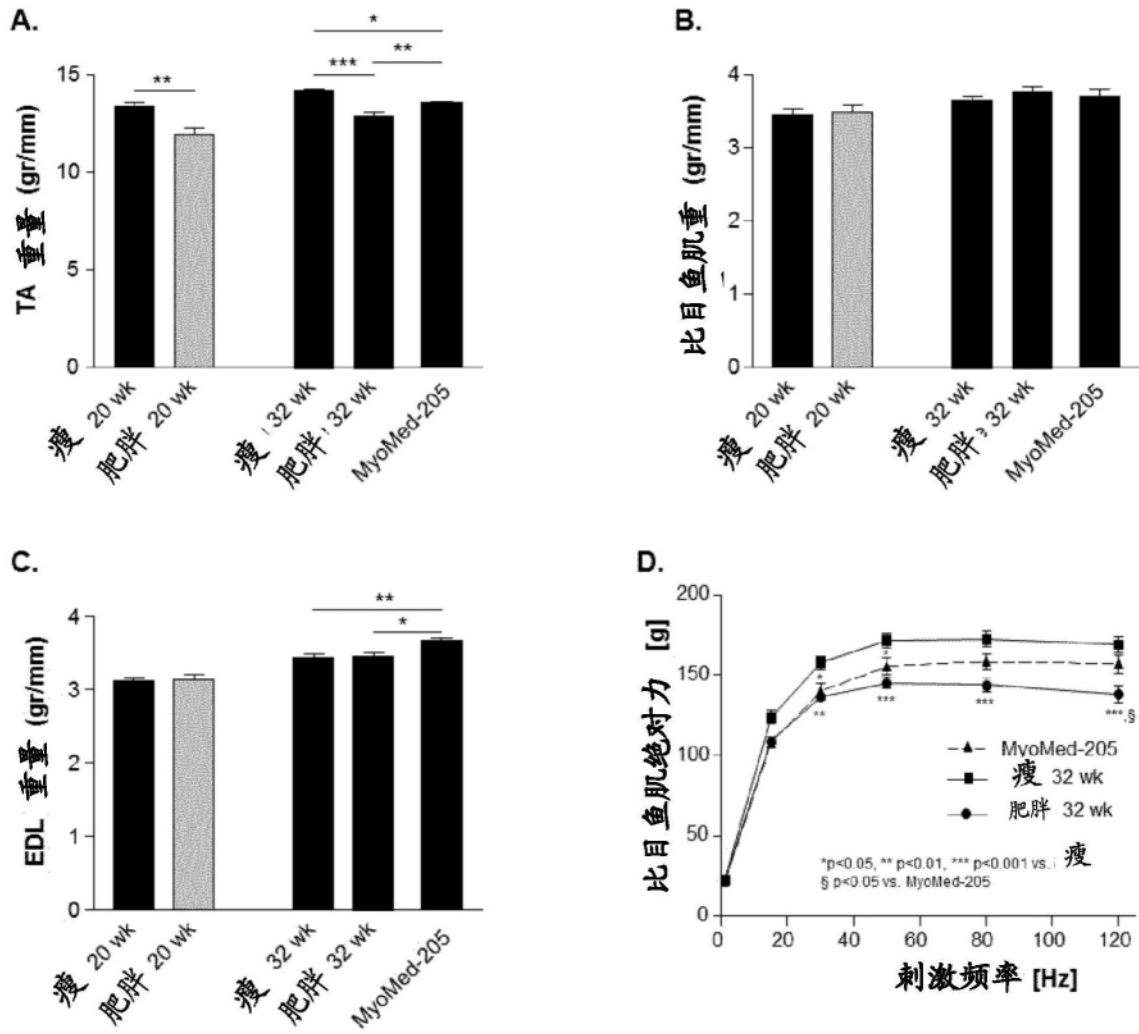 A.
*
***
**
**
15
10
5
0
TA 重量 (gr/mm)
瘦 20 wk
肥胖 20 wk
瘦 32 wk
肥胖 32 wk
MyoMed-205
B.
4
3
2
1
0
比目鱼肌重 (gr/mm)
瘦 20 wk
肥胖 20 wk
瘦 32 wk
肥胖 32 wk
MyoMed-205
C.
**
*
4
3
2
1
0
EDL 重量 (gr/mm)
瘦 20 wk
肥胖 20 wk
瘦 32 wk
肥胖 32 wk
MyoMed-205
D.
200
150
100
50
0
比目鱼肌绝对力 [g]
*
*
**
***
***
***,§
MyoMed-205
瘦 32 wk
肥胖 32 wk
*p<0.05, ** p<0.01, *** p<0.001 vs. 瘦
§ p<0.05 vs. MyoMed-205
0 20 40 60 80 100 120
刺激频率 [Hz]